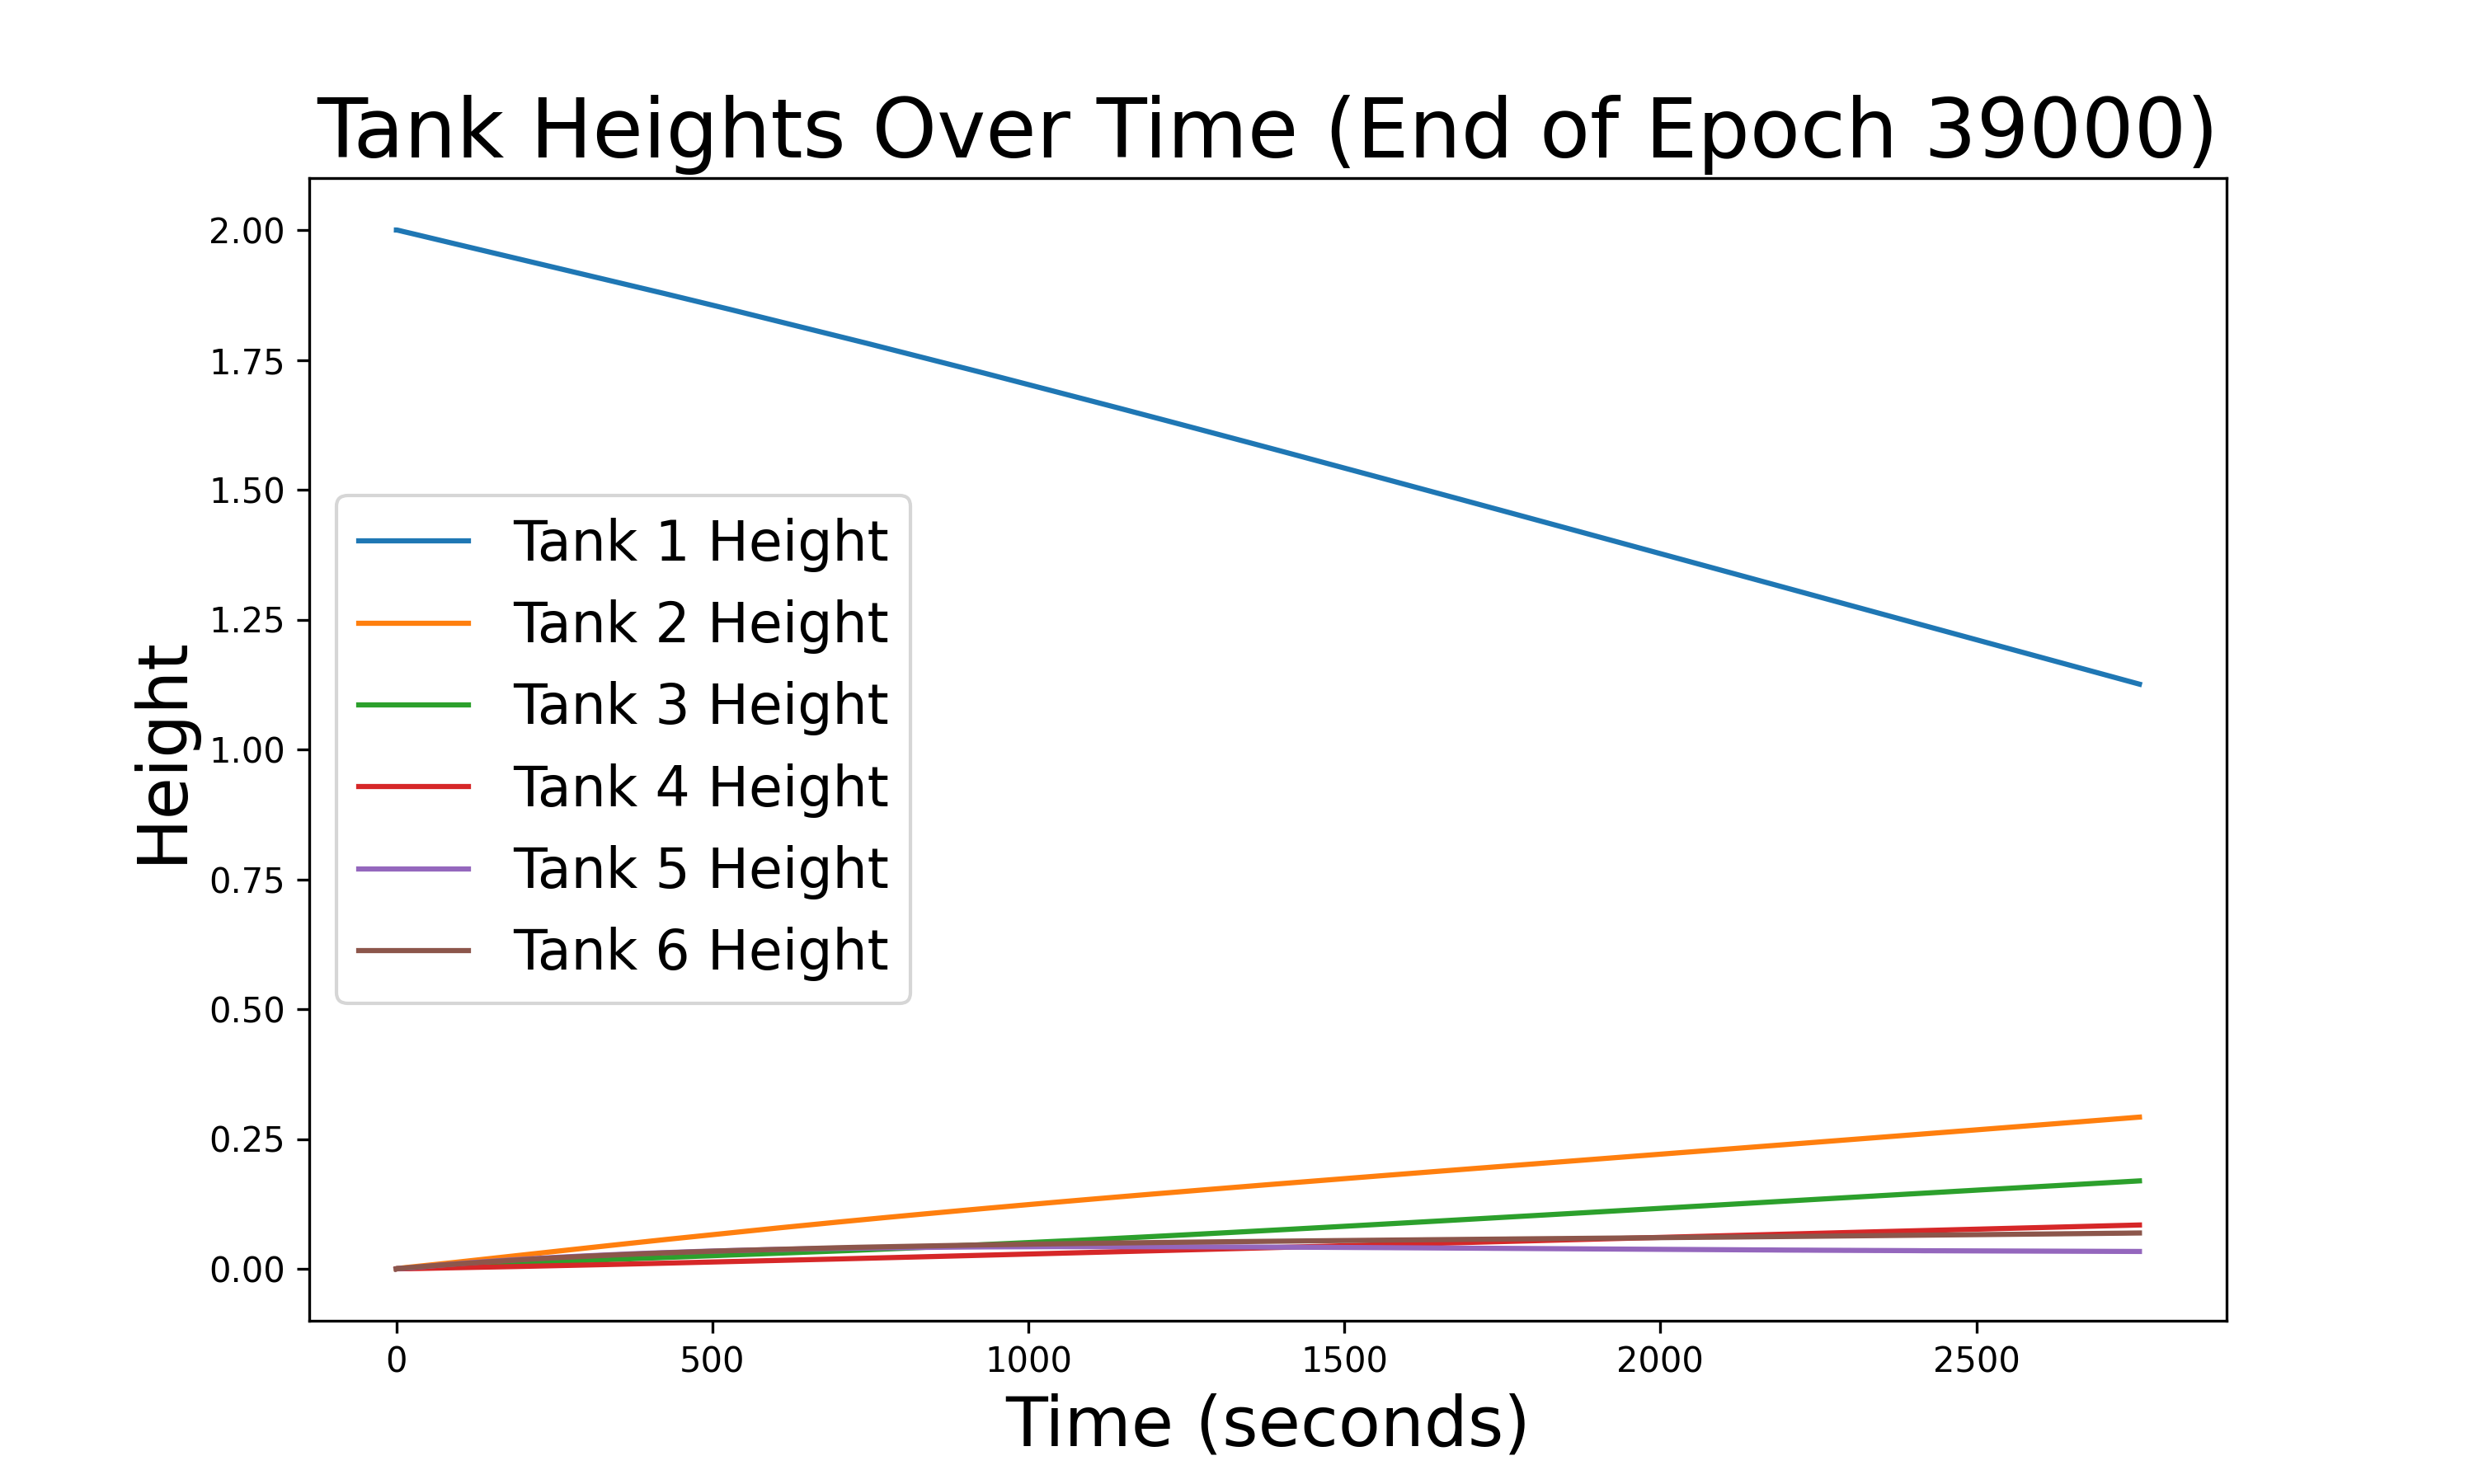 Tank Heights Over Time (End of Epoch 39000)
2.00
1.75
1.50
1.25
1.00
0.75
0.50
0.25
0.00
Height
Tank 1 Height
Tank 2 Height
Tank 3 Height
Tank 4 Height
Tank 5 Height
Tank 6 Height
0 500 1000 1500 2000 2500
Time (seconds)